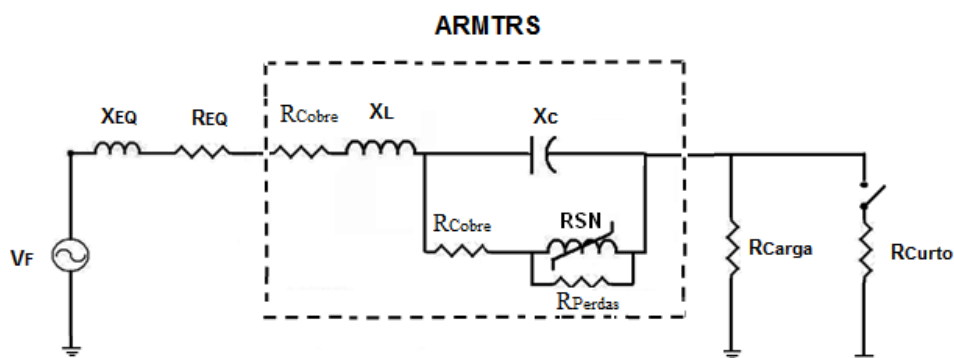 ARMTRS
XEQ
REQ
RCobre
XL
XC
RCobre
RSN
RPerdas
VF
RCarga
RCurto